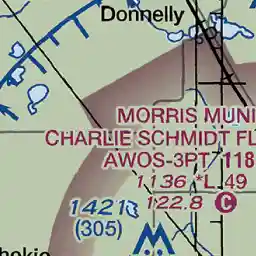 Donnelly
MORRIS MUNI
CHARLIE SCHMIDT FL
AWOS-3PT 118
1136 *L 49
122.8 C
1421
(305)